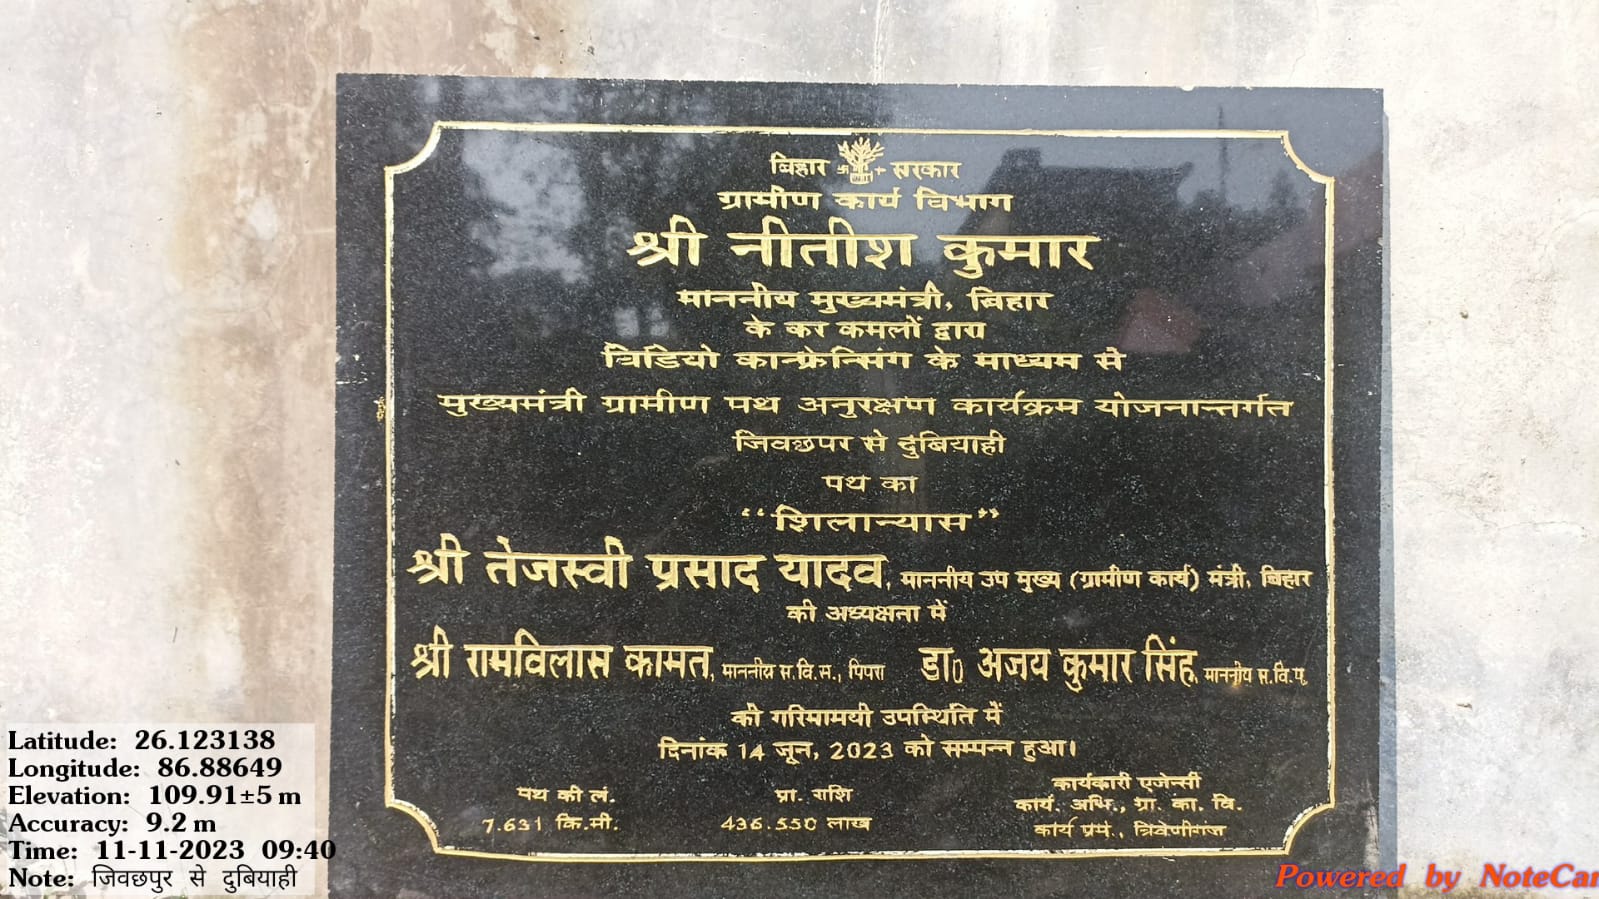 बिहार सरकार
ग्रामीण कार्य विभाग
श्री नीतीश कुमार
माननीय मुख्यमंत्री, बिहार
के कर कमलों द्वारा
विडियो कान्फ्रेन्सिंग के माध्यम से
मुख्यमंत्री ग्रामीण पथ अनुरक्षण कार्यक्रम योजनान्तर्गत
जिवछपर से दुबियाही
पथ का
“शिलान्यास”
श्री तेजस्वी प्रसाद यादव, माननीय उप मुख्य (ग्रामीण कार्य) मंत्री, बिहार
की अध्यक्षता में
श्री रामविलास कामत, माननीय स.वि.स., पिपरा डा0 अजय कुमार सिंह, माननीय स.वि.प.
की गरिमामयी उपस्थिति में
दिनांक 14 जून, 2023 को सम्पन्न हुआ।
पथ की लं. प्रा. राशि कार्यकारी एजेन्सी
7.631 कि.मी. 436.550 लाख कार्य. अभि., ग्रा. का. वि.
कार्य प्रम., त्रिवेणीगंज
Latitude: 26.123138
Longitude: 86.88649
Elevation: 109.91±5 m
Accuracy: 9.2 m
Time: 11-11-2023 09:40
Note: जिवछपुर से दुबियाही
Powered by NoteCam